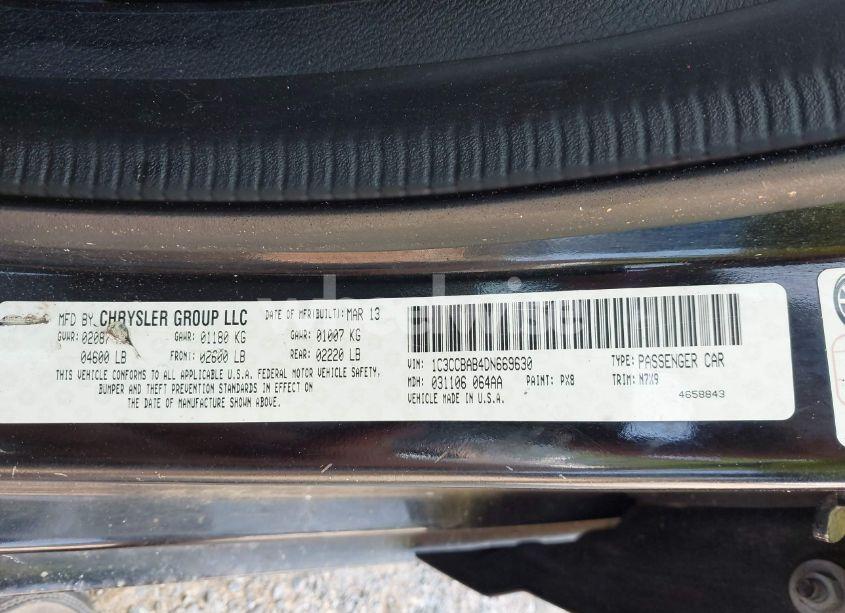 MFD BY CHRYSLER GROUP LLC DATE OF MFR(BUILT): MAR 13
GVWR: 0208 GAWR: 01180 KG GAWR: 01007 KG
04600 LB FRONT: 02600 LB REAR: 02220 LB
THIS VEHICLE CONFORMS TO ALL APPLICABLE U.S.A. FEDERAL MOTOR VEHICLE SAFETY,
BUMPER AND THEFT PREVENTION STANDARDS IN EFFECT ON
THE DATE OF MANUFACTURE SHOWN ABOVE.
VIN: 1C3CCBAB4DN669630 TYPE: PASSENGER CAR
MDH: 031106 064AA PAINT: PX8 TRIM: N7X9
VEHICLE MADE IN U.S.A. 4658843